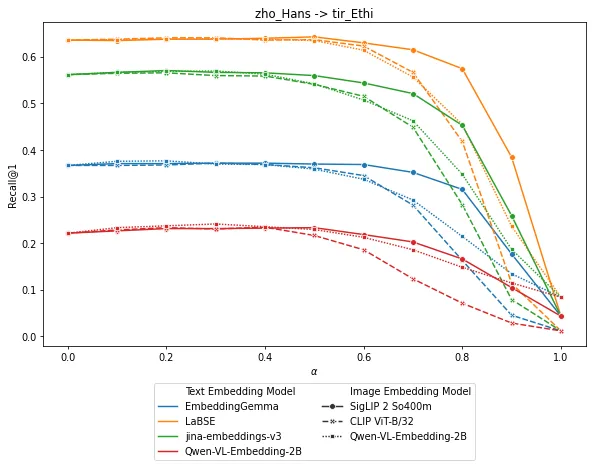 zho_Hans -> tir_Ethi
Recall@1
0.6
0.5
0.4
0.3
0.2
0.1
0.0
0.0 0.2 0.4 0.6 0.8 1.0
α
Text Embedding Model Image Embedding Model
EmbeddingGemma SigLIP 2 So400m
LaBSE CLIP ViT-B/32
jina-embeddings-v3 Qwen-VL-Embedding-2B
Qwen-VL-Embedding-2B